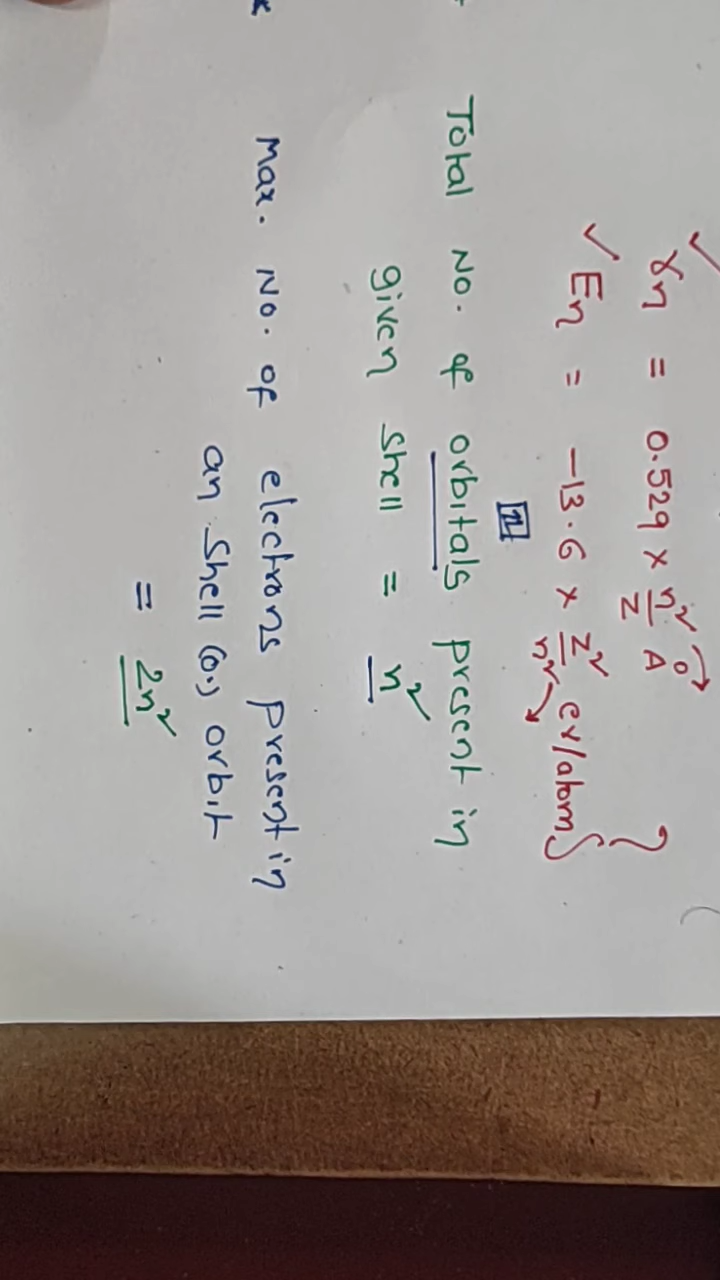 ✓ rn = 0.529 × n²/Z A°
✓ En = -13.6 × Z²/n² ev/atom
n
Total No. of orbitals present in
given shell = n²
* Max. No. of electrons present in
an shell (or) orbit
= 2n²